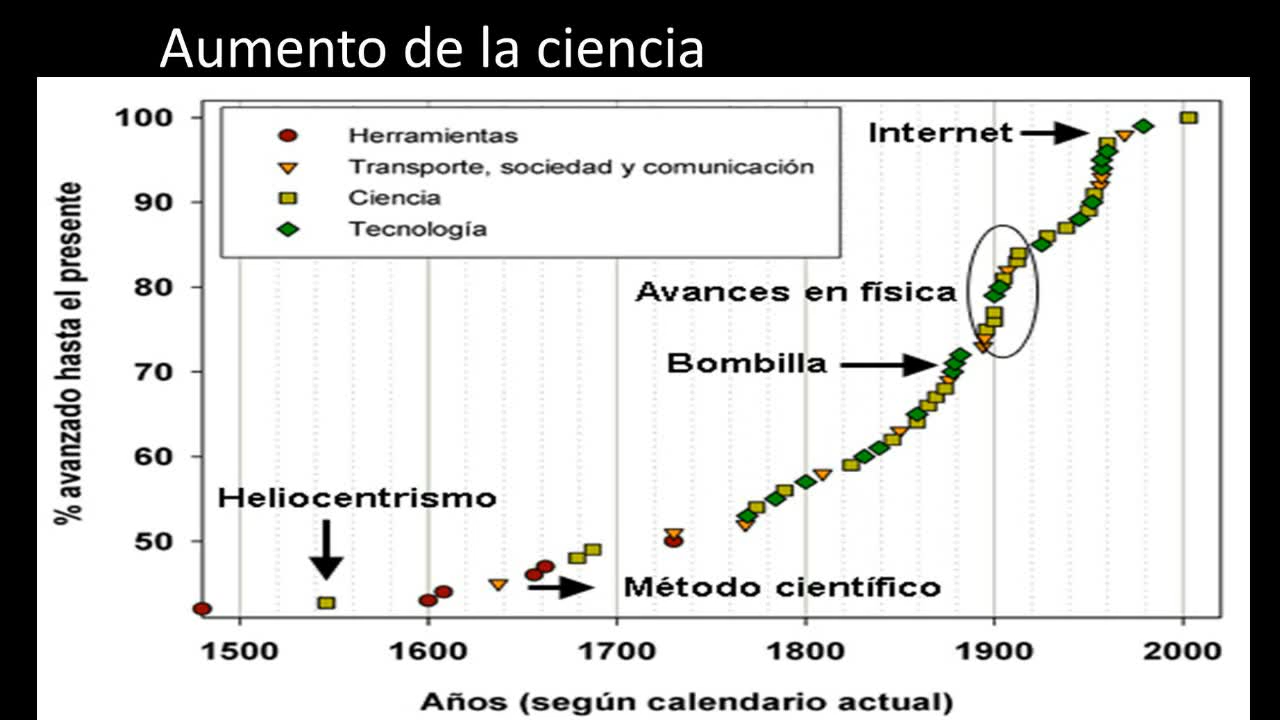 Aumento de la ciencia
100
90
80
70
60
50
% avanzado hasta el presente
Herramientas
Transporte, sociedad y comunicación
Ciencia
Tecnología
Internet
Avances en física
Bombilla
Heliocentrismo
Método científico
1500 1600 1700 1800 1900 2000
Años (según calendario actual)